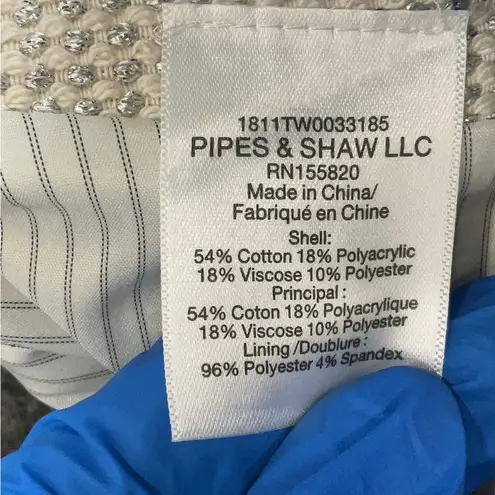 1811TW0033185
PIPES & SHAW LLC
RN155820
Made in China/
Fabriqué en Chine
Shell:
54% Cotton 18% Polyacrylic
18% Viscose 10% Polyester
Principal :
54% Coton 18% Polyacrylique
18% Viscose 10% Polyester
Lining /Doublure :
96% Polyester 4% Spandex